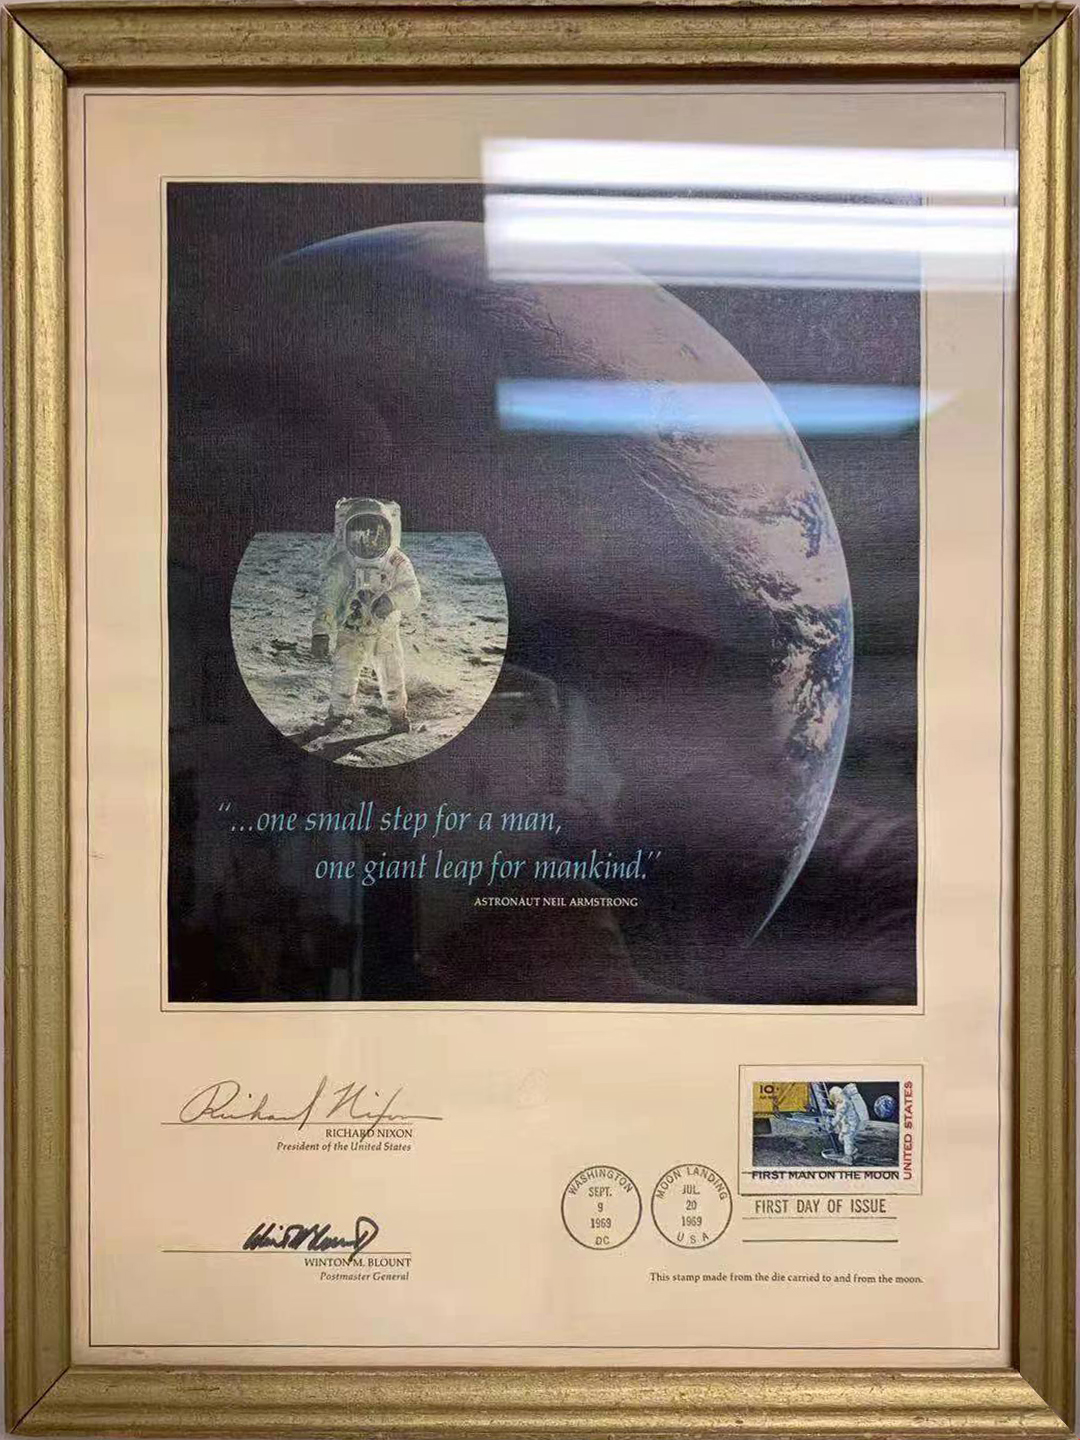 “...one small step for a man,
one giant leap for mankind.”
ASTRONAUT NEIL ARMSTRONG
Richard Nixon
RICHARD NIXON
President of the United States
WINTON M. BLOUNT
Postmaster General
WASHINGTON
SEPT.
9
1969
DC
MOON LANDING
JUL.
20
1969
USA
10¢
UNITED STATES
FIRST MAN ON THE MOON
FIRST DAY OF ISSUE
This stamp made from the die carried to and from the moon.